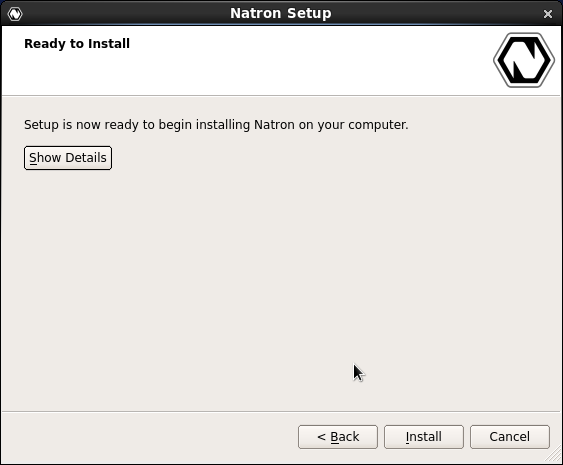 Natron Setup
Ready to Install
Setup is now ready to begin installing Natron on your computer.
Show Details
< Back
Install
Cancel